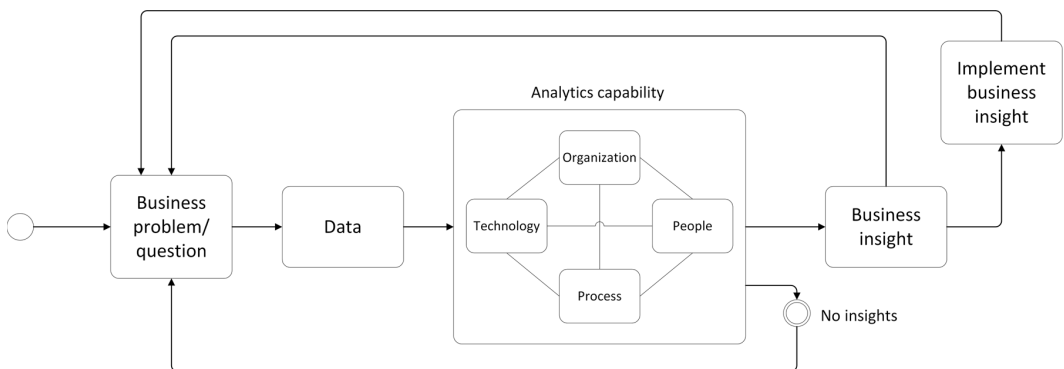 Implement
business
insight
Analytics capability
Organization
Business
problem/
question
Data
Technology
People
Business
insight
Process
No insights